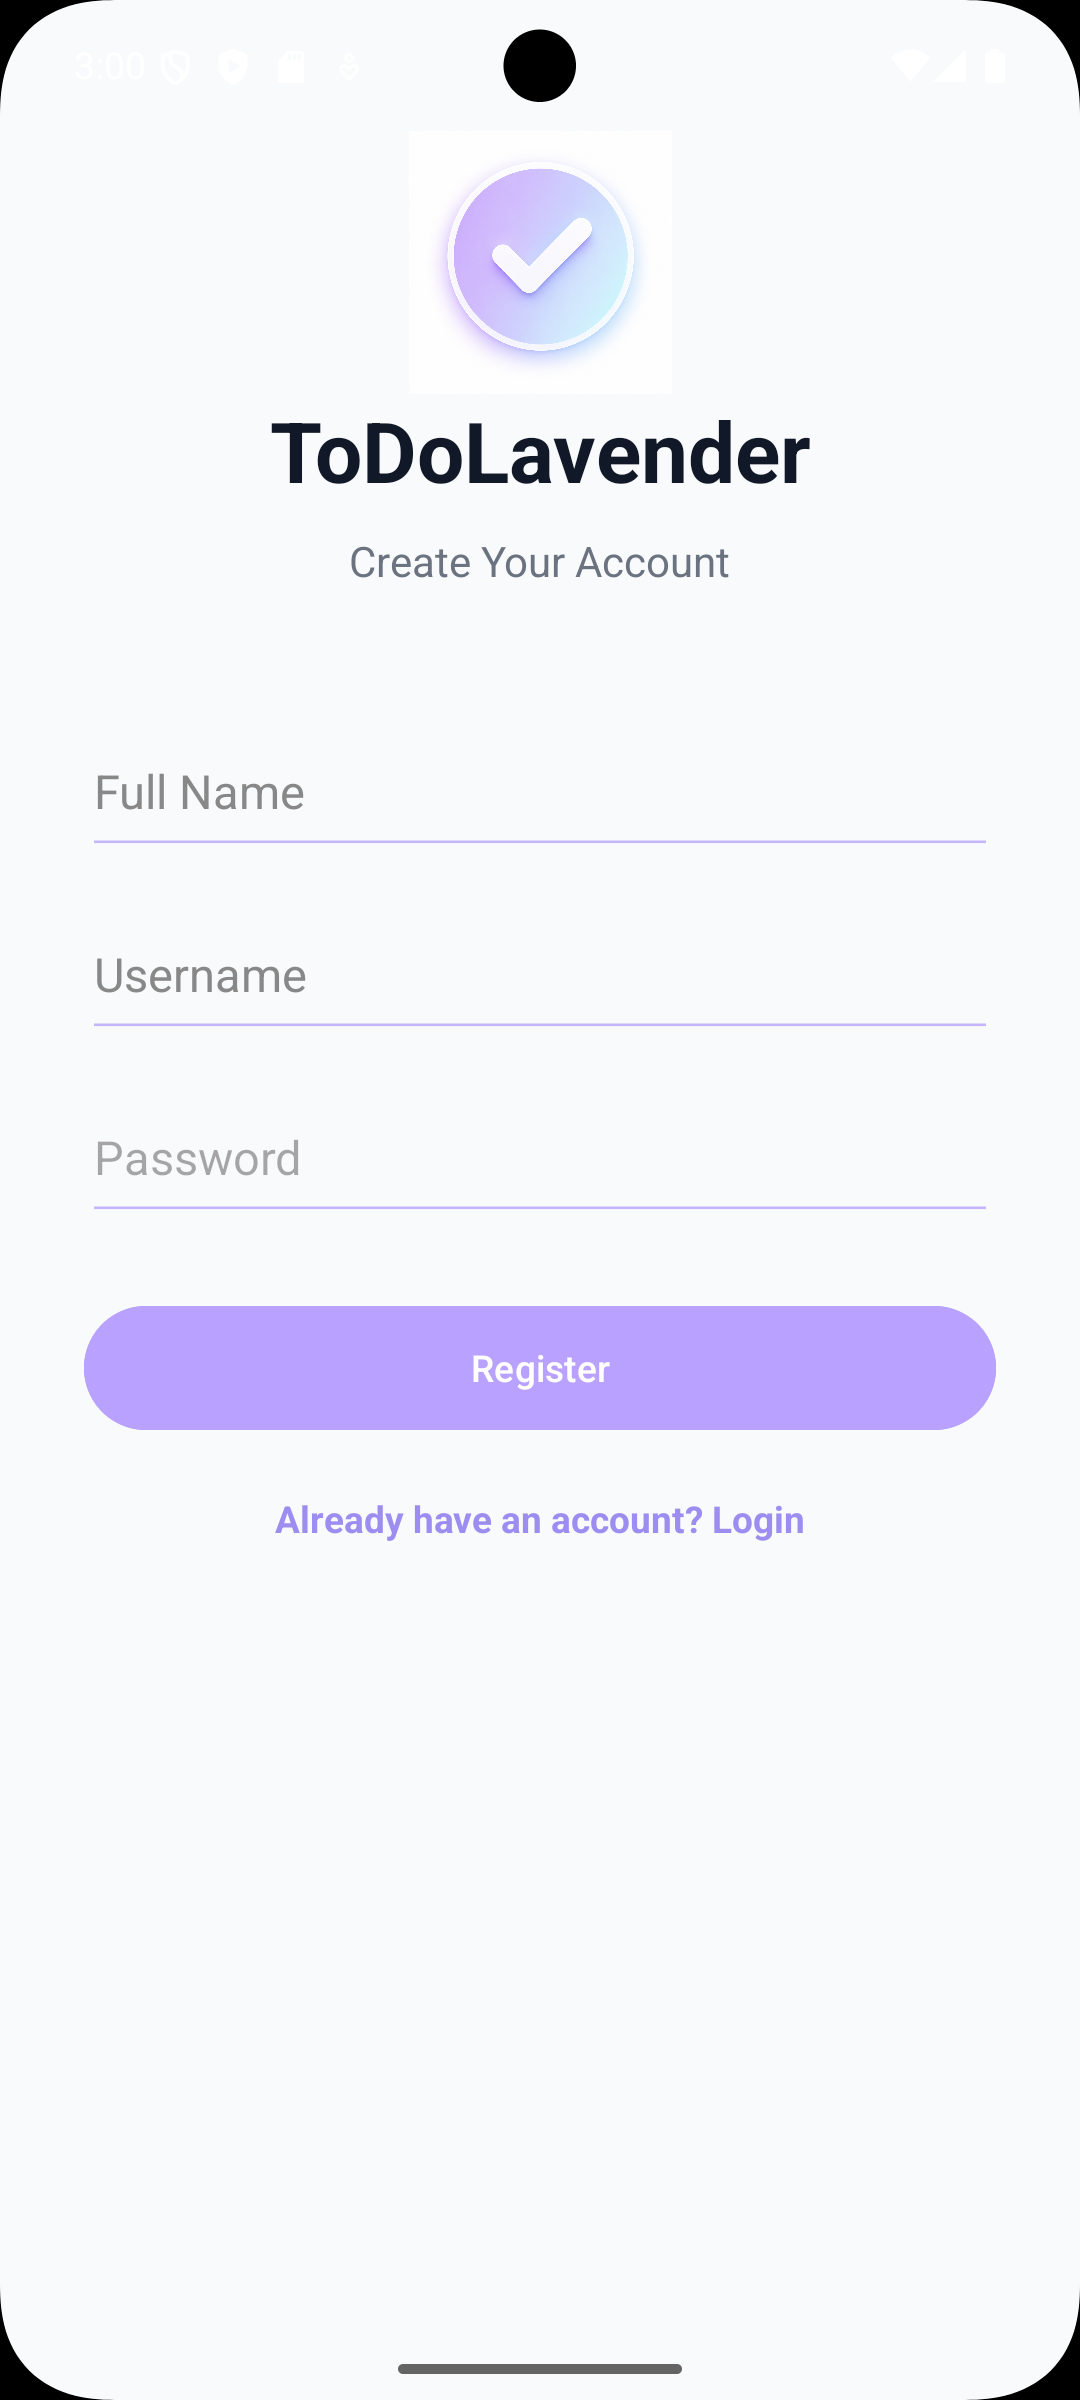 3:00
ToDoLavender
Create Your Account
Full Name
Username
Password
Register
Already have an account? Login